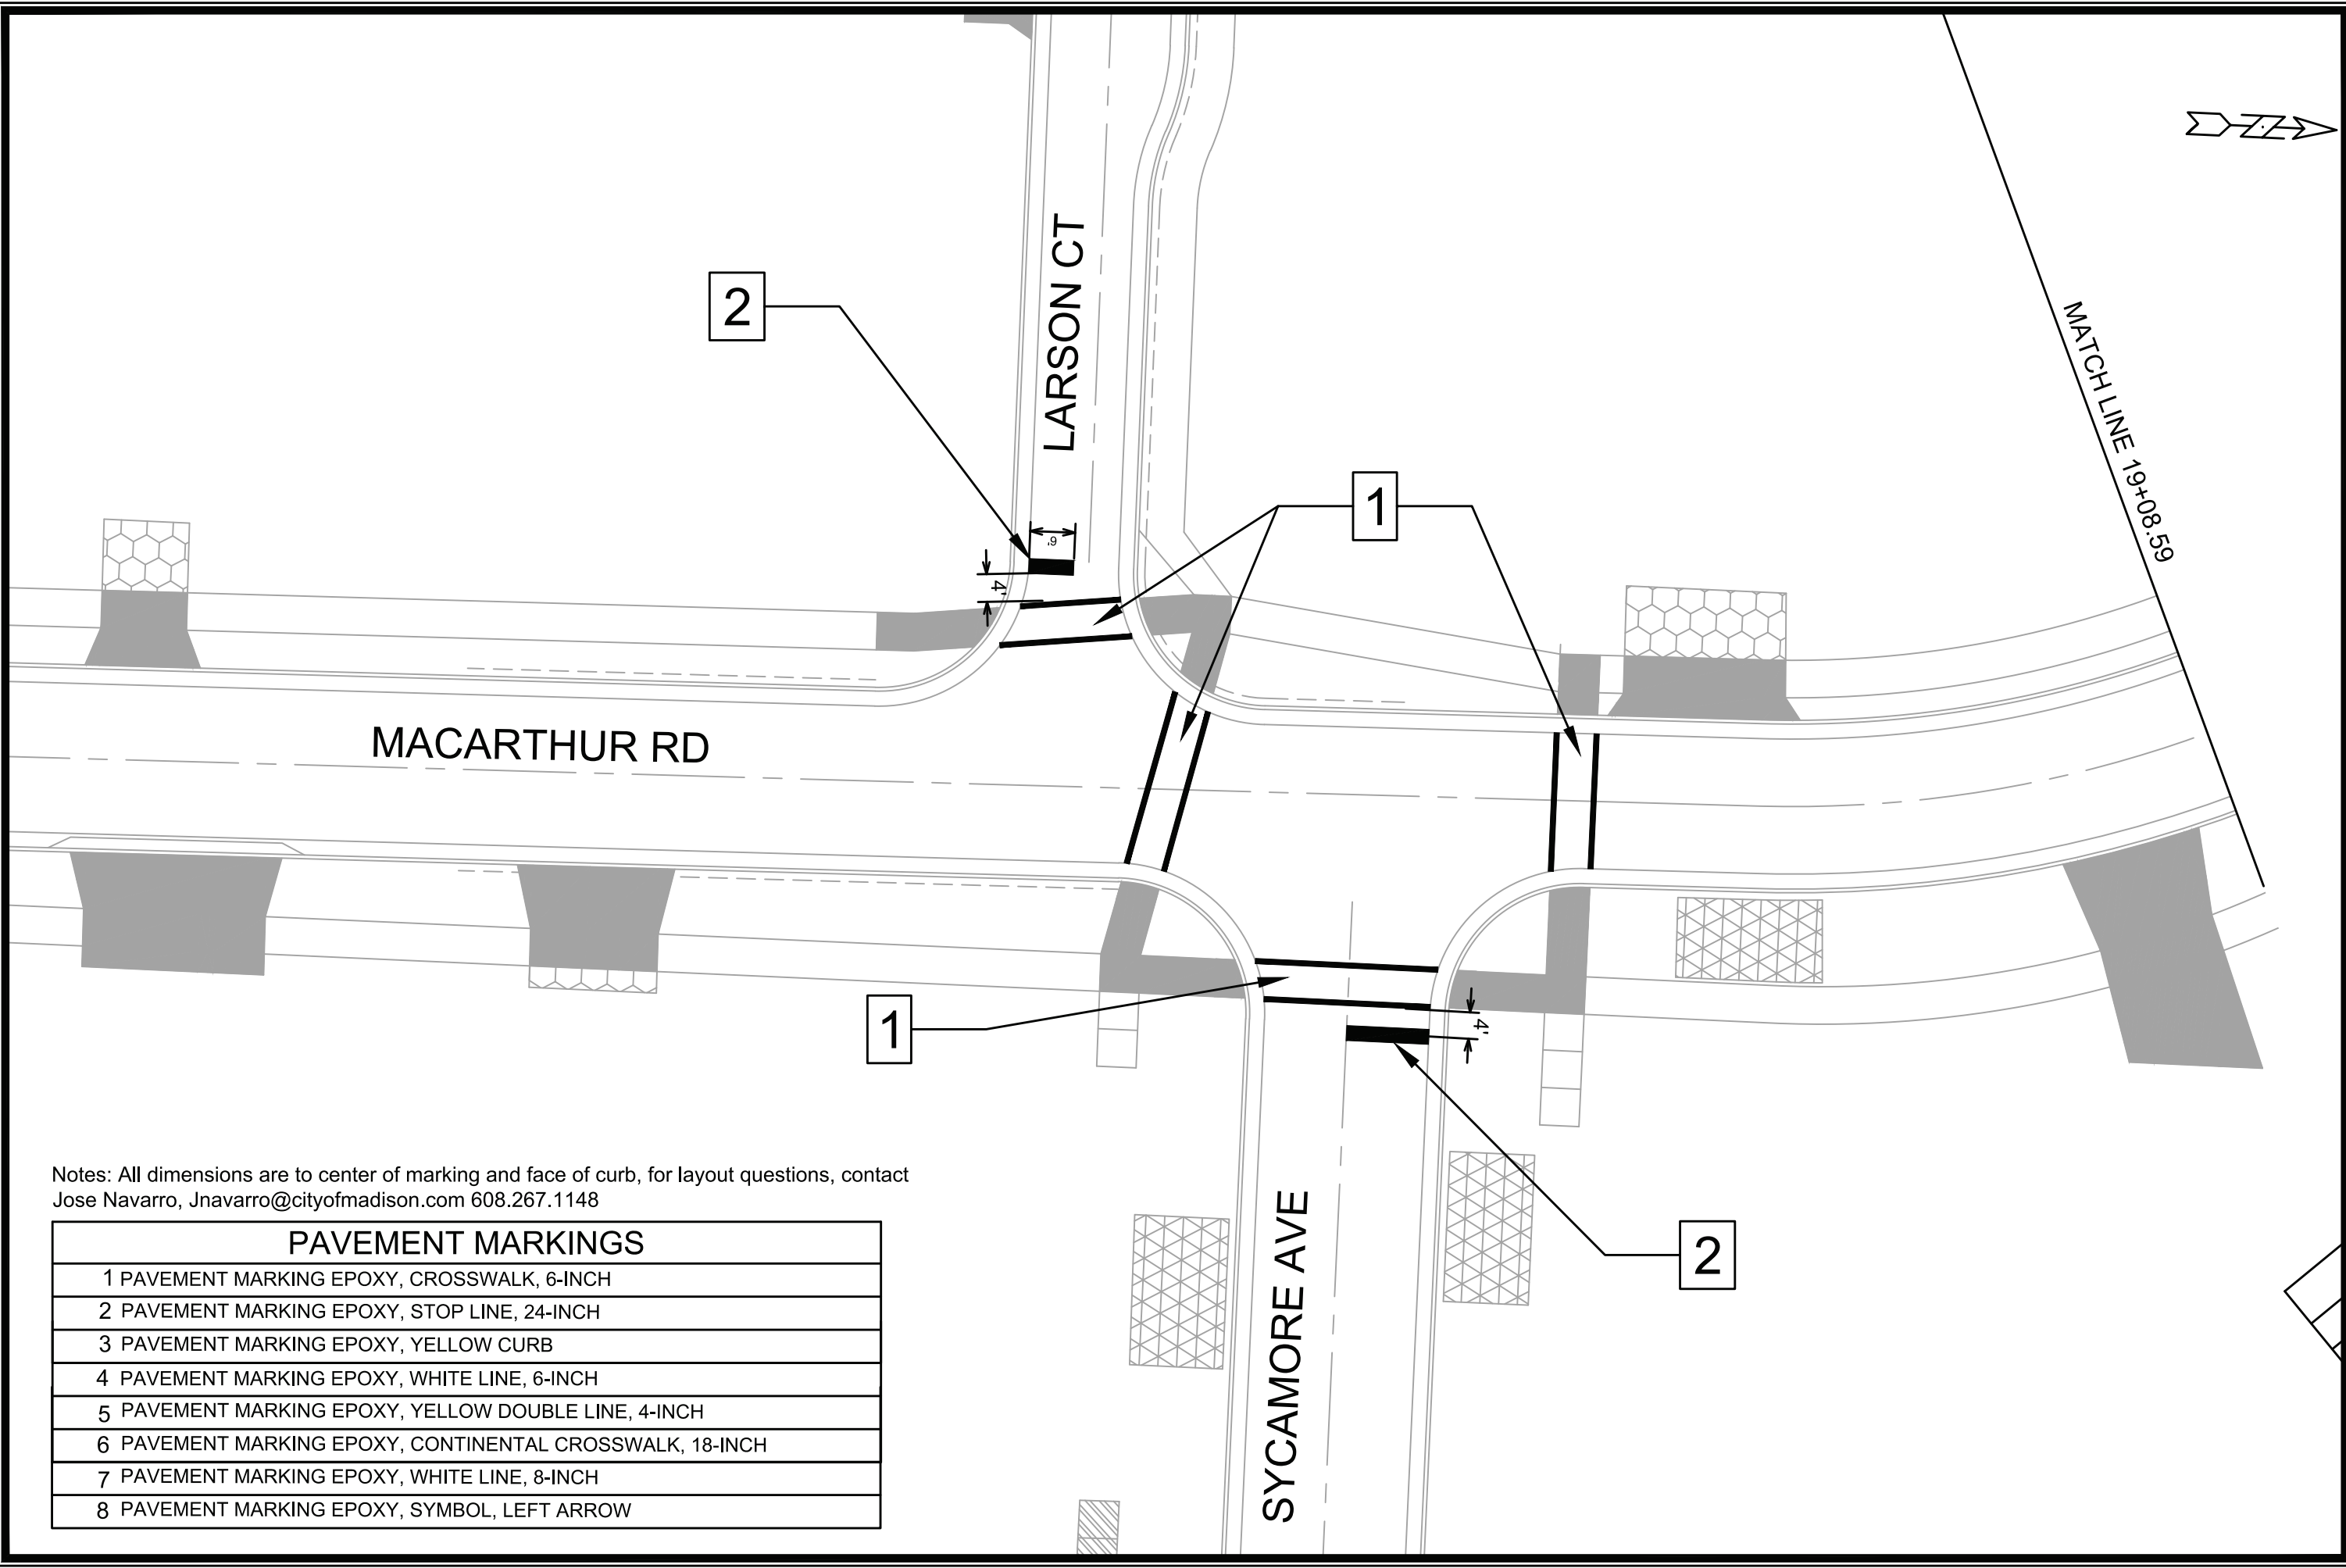 LARSON CT
2
1
6'
4'
MATCH LINE 19+08.59
MACARTHUR RD
1
4'
2
SYCAMORE AVE
Notes: All dimensions are to center of marking and face of curb, for layout questions, contact
Jose Navarro, Jnavarro@cityofmadison.com 608.267.1148
PAVEMENT MARKINGS
1 PAVEMENT MARKING EPOXY, CROSSWALK, 6-INCH
2 PAVEMENT MARKING EPOXY, STOP LINE, 24-INCH
3 PAVEMENT MARKING EPOXY, YELLOW CURB
4 PAVEMENT MARKING EPOXY, WHITE LINE, 6-INCH
5 PAVEMENT MARKING EPOXY, YELLOW DOUBLE LINE, 4-INCH
6 PAVEMENT MARKING EPOXY, CONTINENTAL CROSSWALK, 18-INCH
7 PAVEMENT MARKING EPOXY, WHITE LINE, 8-INCH
8 PAVEMENT MARKING EPOXY, SYMBOL, LEFT ARROW